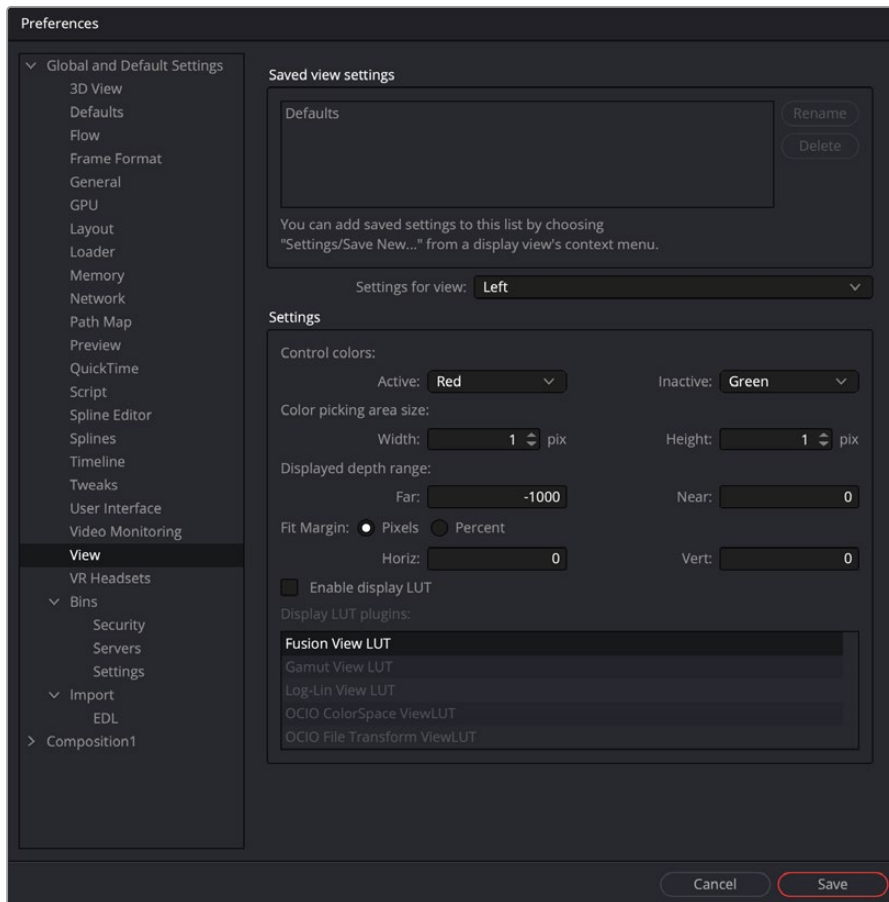 Preferences
Global and Default Settings
3D View
Defaults
Flow
Frame Format
General
GPU
Layout
Loader
Memory
Network
Path Map
Preview
QuickTime
Script
Spline Editor
Splines
Timeline
Tweaks
User Interface
Video Monitoring
View
VR Headsets
Bins
Security
Servers
Settings
Import
EDL
Composition1
Saved view settings
Defaults
Rename
Delete
You can add saved settings to this list by choosing
"Settings/Save New..." from a display view's context menu.
Settings for view: Left
Settings
Control colors:
Active: Red Inactive: Green
Color picking area size:
Width: 1 pix Height: 1 pix
Displayed depth range:
Far: -1000 Near: 0
Fit Margin: Pixels Percent
Horiz: 0 Vert: 0
Enable display LUT
Display LUT plugins:
Fusion View LUT
Gamut View LUT
Log-Lin View LUT
OCIO ColorSpace ViewLUT
OCIO File Transform ViewLUT
Cancel Save